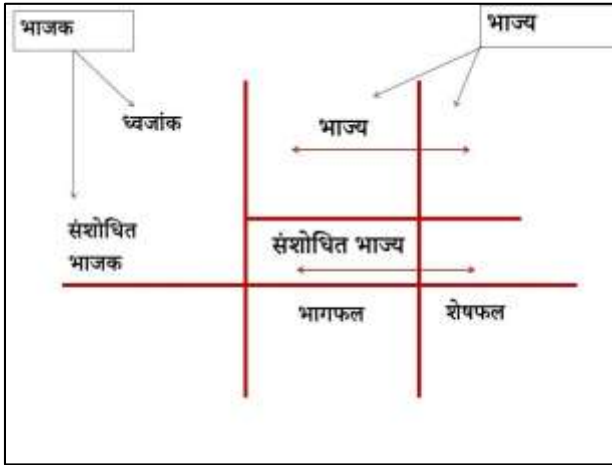 भाजक
भाज्य
ध्वजांक
भाज्य
संशोधित
भाजक
संशोधित भाज्य
भागफल
शेषफल